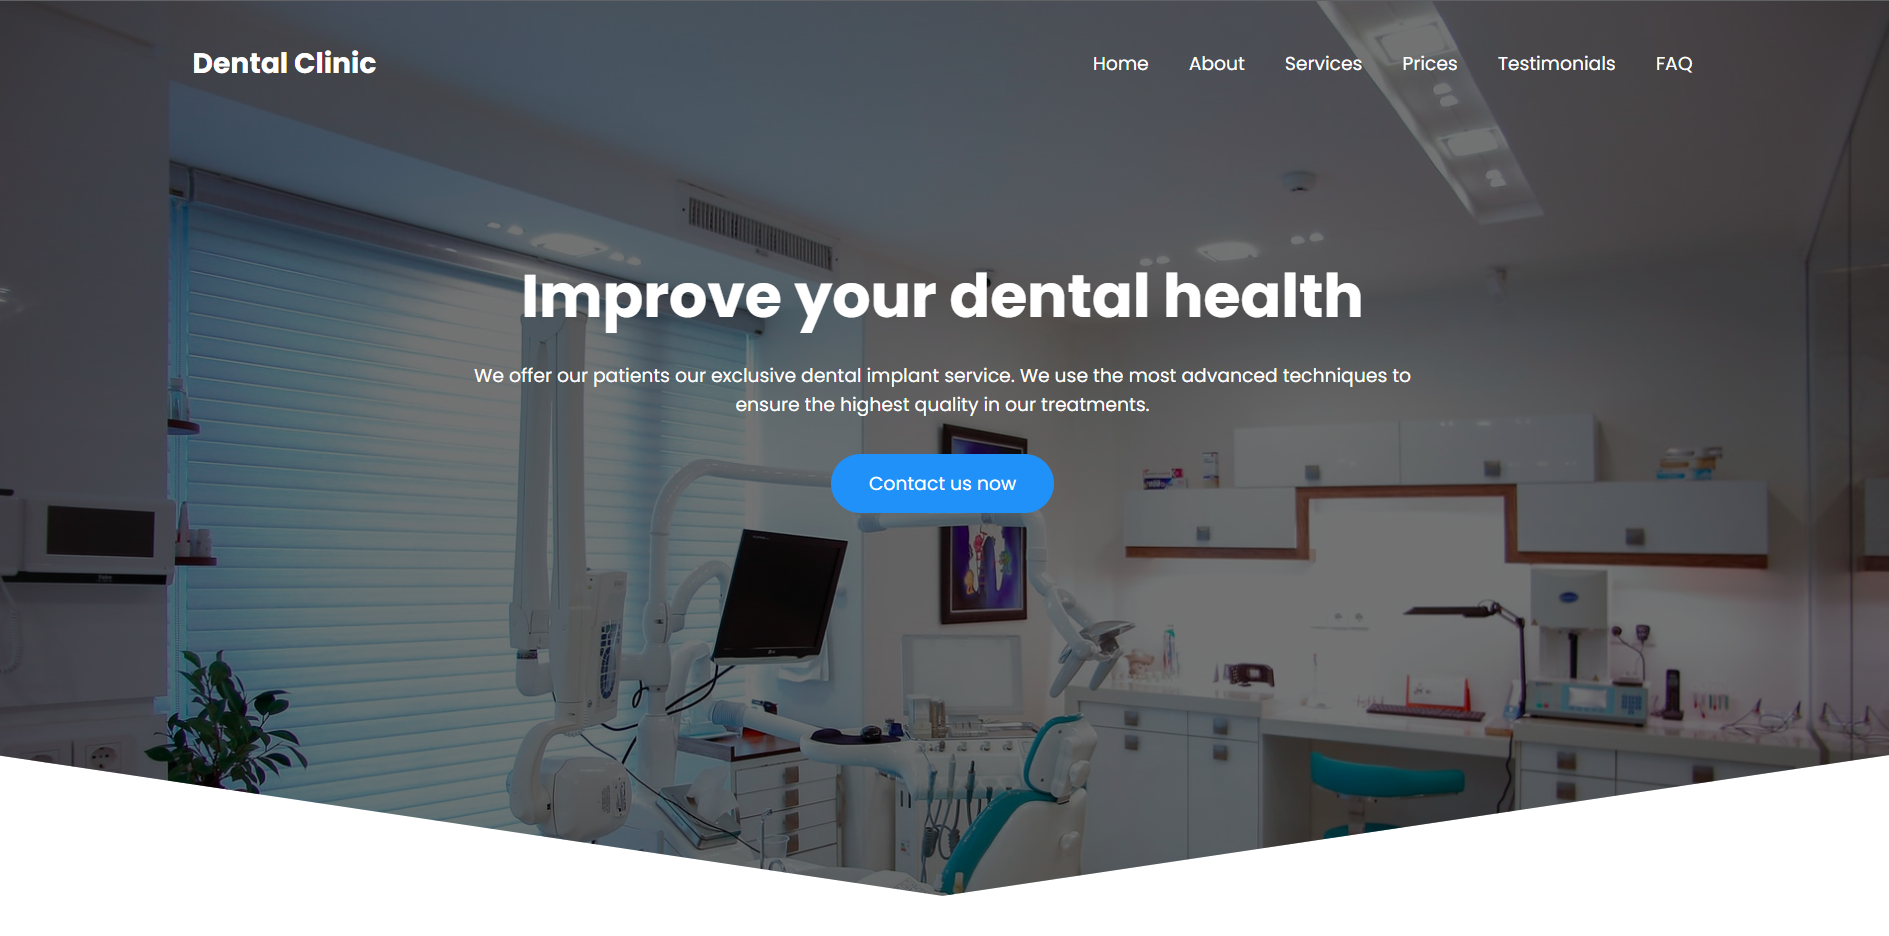 Dental Clinic
Home About Services Prices Testimonials FAQ
Improve your dental health
We offer our patients our exclusive dental implant service. We use the most advanced techniques to
ensure the highest quality in our treatments.
Contact us now